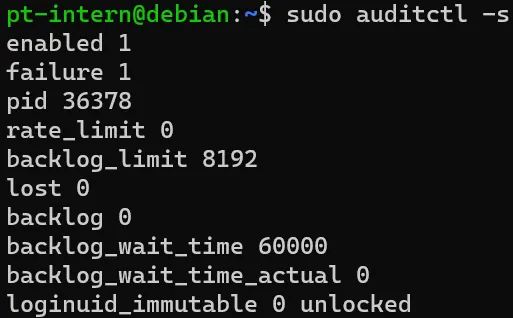 pt-intern@debian:~$ sudo auditctl -s
enabled 1
failure 1
pid 36378
rate_limit 0
backlog_limit 8192
lost 0
backlog 0
backlog_wait_time 60000
backlog_wait_time_actual 0
loginuid_immutable 0 unlocked